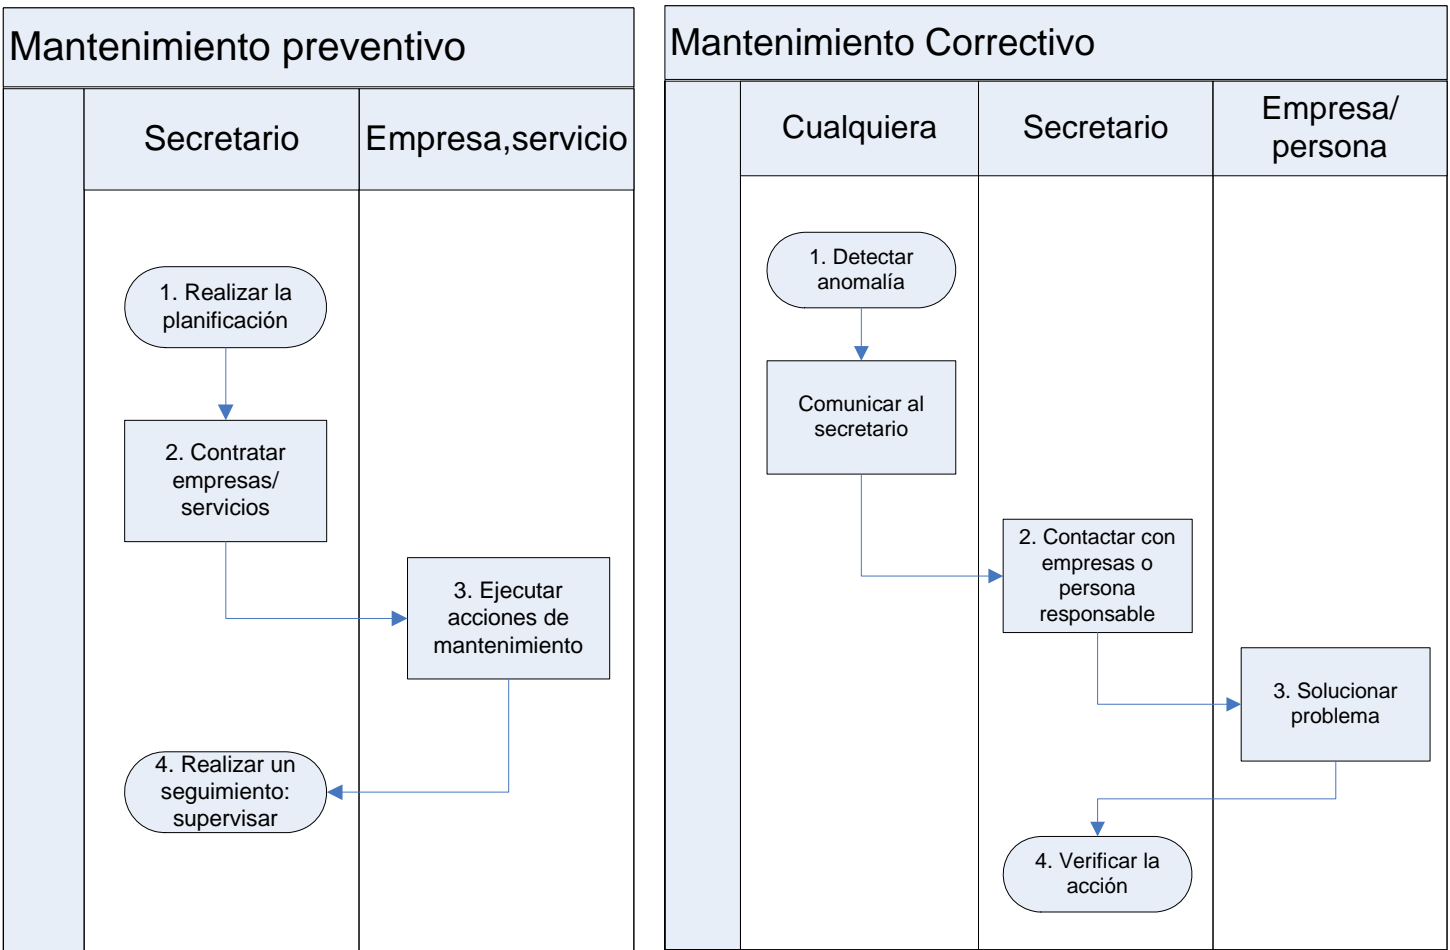 Mantenimiento preventivo
Secretario
Empresa,servicio
1. Realizar la
planificación
2. Contratar
empresas/
servicios
3. Ejecutar
acciones de
mantenimiento
4. Realizar un
seguimiento:
supervisar
Mantenimiento Correctivo
Cualquiera
Secretario
Empresa/
persona
1. Detectar
anomalía
Comunicar al
secretario
2. Contactar con
empresas o
persona
responsable
3. Solucionar
problema
4. Verificar la
acción